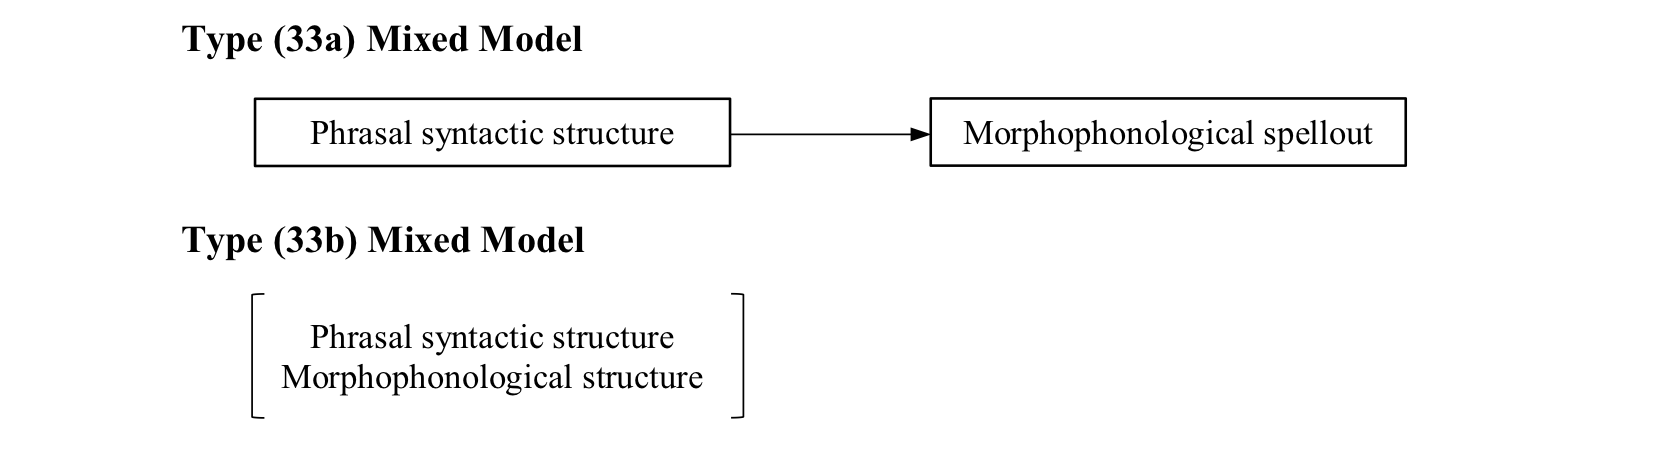 Type (33a) Mixed Model
Phrasal syntactic structure
Morphophonological spellout
Type (33b) Mixed Model
Phrasal syntactic structure
Morphophonological structure